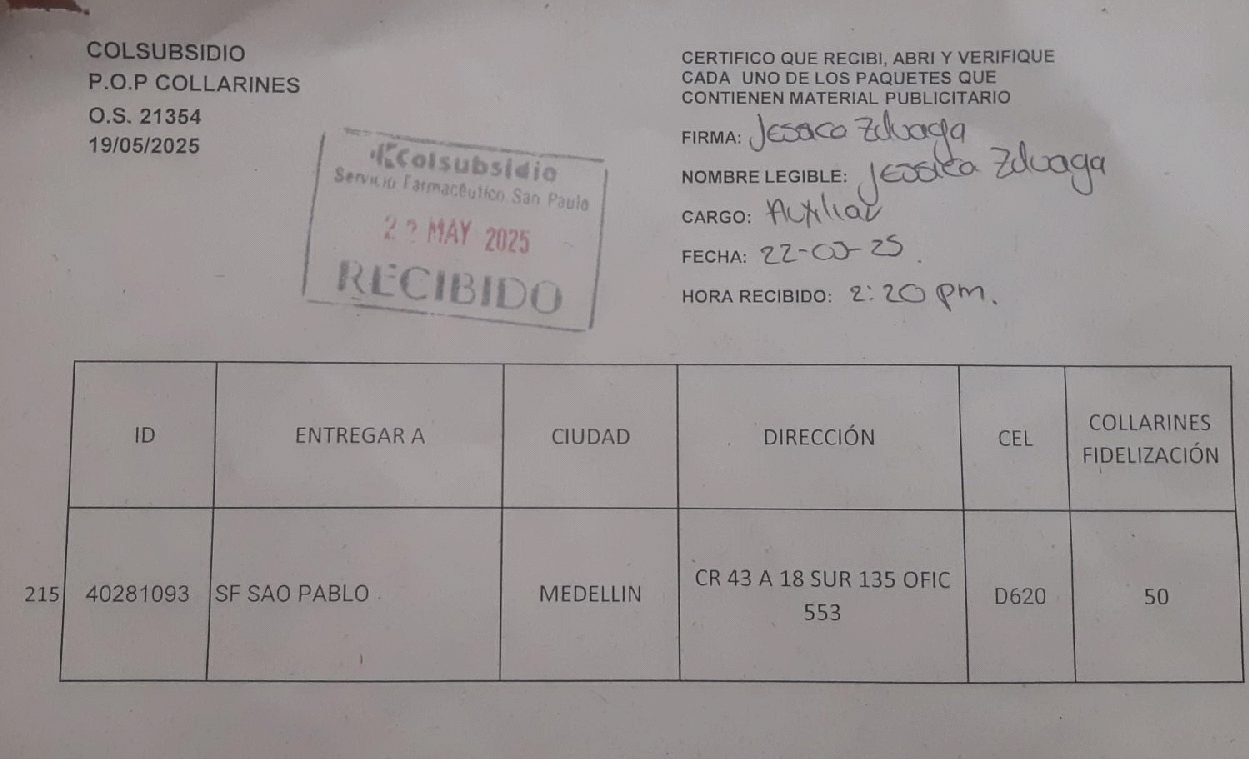 COLSUBSIDIO
P.O.P COLLARINES
O.S. 21354
19/05/2025
Colsubsidio
Servicio Farmacéutico San Paulo
MAY 2025
RECIBIDO
CERTIFICO QUE RECIBI, ABRI Y VERIFIQUE
CADA UNO DE LOS PAQUETES QUE
CONTIENEN MATERIAL PUBLICITARIO
FIRMA: Jessica Zuluaga
NOMBRE LEGIBLE: Jessica Zuluaga
CARGO: Auxiliar
FECHA: 22-05-25.
HORA RECIBIDO: 2:20 pm.
ID ENTREGAR A CIUDAD DIRECCIÓN CEL COLLARINES
FIDELIZACIÓN
215 40281093 SF SAO PABLO MEDELLIN CR 43 A 18 SUR 135 OFIC D620 50
553